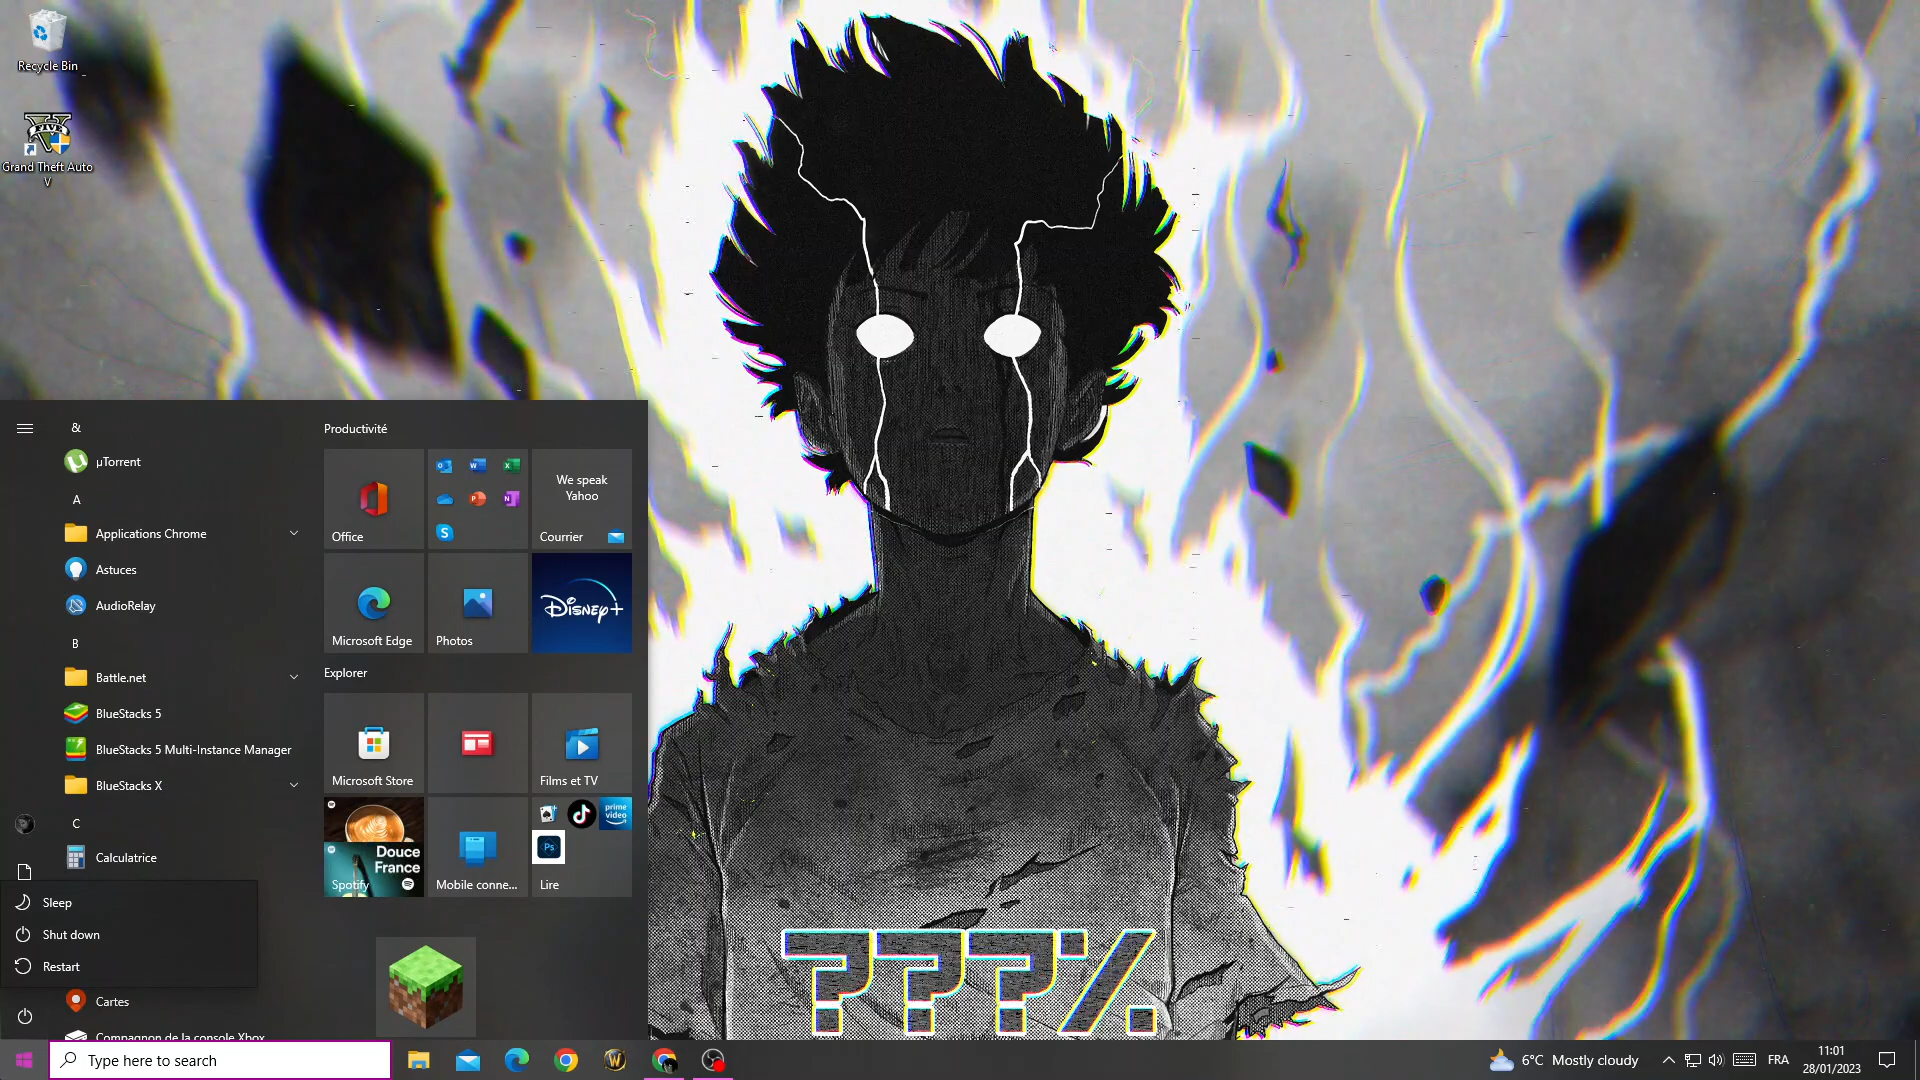 Recycle Bin
Grand Theft Auto
V
FIVE
&
µTorrent
A
Applications Chrome
Astuces
AudioRelay
B
Battle.net
BlueStacks 5
BlueStacks 5 Multi-Instance Manager
BlueStacks X
C
Calculatrice
Sleep
Shut down
Restart
Cartes
Compagnon de la console Xbox
Productivité
Office
We speak
Yahoo
Courrier
Microsoft Edge
Photos
Disney+
Explorer
Microsoft Store
Films et TV
Douce
France
Spotify
Mobile conne...
prime
video
Ps
Lire
???%
Type here to search
6°C Mostly cloudy
FRA
11:01
28/01/2023